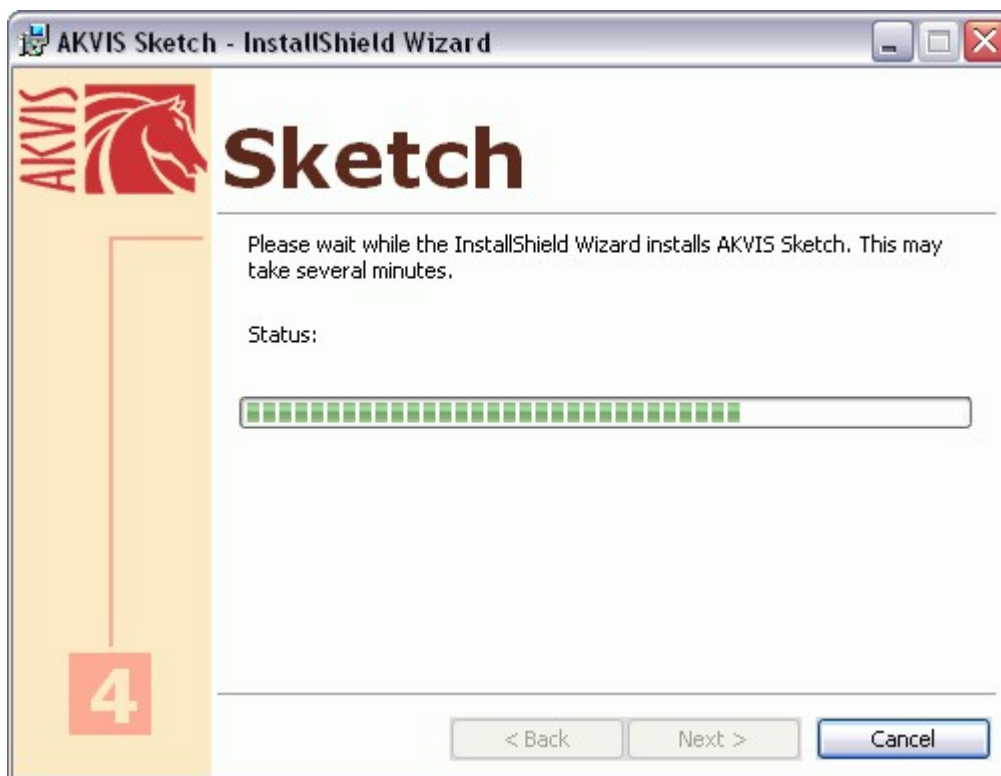 AKVIS Sketch - InstallShield Wizard
AKVIS
Sketch
Please wait while the InstallShield Wizard installs AKVIS Sketch. This may
take several minutes.
Status:
4
< Back
Next >
Cancel